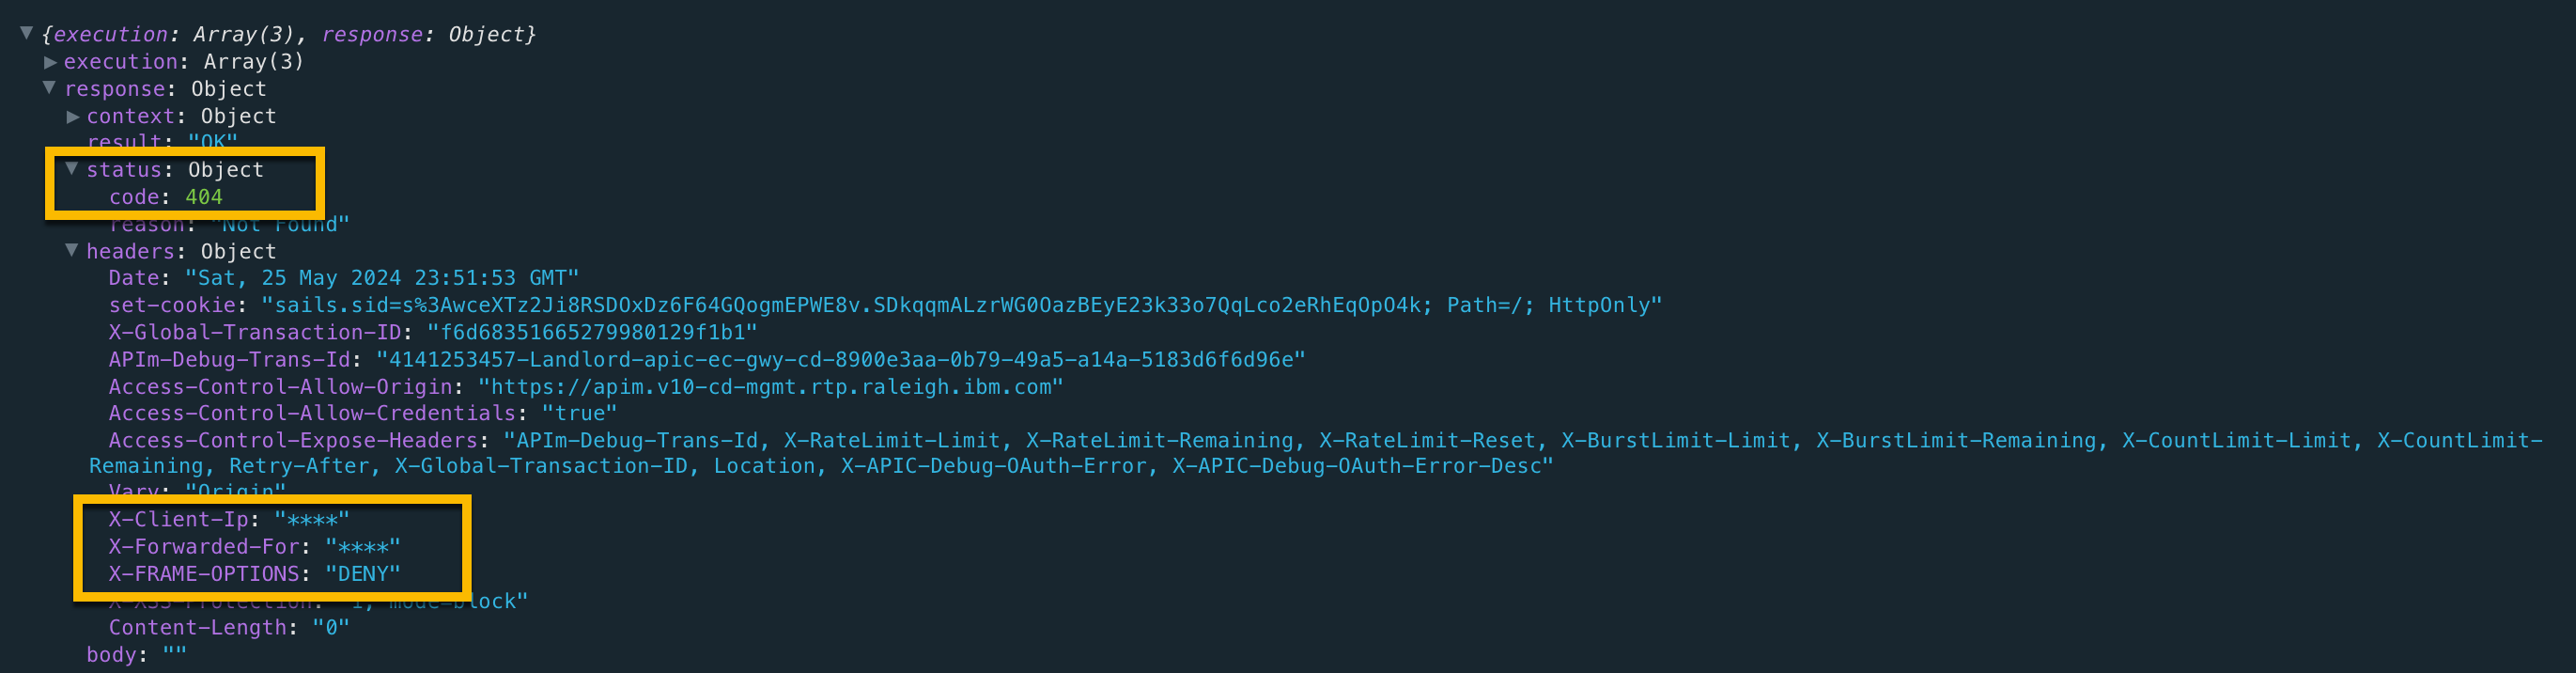 {execution: Array(3), response: Object}
execution: Array(3)
response: Object
context: Object
result: "OK"
status: Object
code: 404
reason: "Not Found"
headers: Object
Date: "Sat, 25 May 2024 23:51:53 GMT"
set-cookie: "sails.sid=s%3AwceXTz2Ji8RSDOxDz6F64GQogmEPWE8v.SDkqqmALzrWG0OazBEyE23k33o7QqLco2eRhEqOpO4k; Path=/; HttpOnly"
X-Global-Transaction-ID: "f6d68351665279980129f1b1"
APIm-Debug-Trans-Id: "4141253457-Landlord-apic-ec-gwy-cd-8900e3aa-0b79-49a5-a14a-5183d6f6d96e"
Access-Control-Allow-Origin: "https://apim.v10-cd-mgmt.rtp.raleigh.ibm.com"
Access-Control-Allow-Credentials: "true"
Access-Control-Expose-Headers: "APIm-Debug-Trans-Id, X-RateLimit-Limit, X-RateLimit-Remaining, X-RateLimit-Reset, X-BurstLimit-Limit, X-BurstLimit-Remaining, X-CountLimit-Limit, X-CountLimit-
Remaining, Retry-After, X-Global-Transaction-ID, Location, X-APIC-Debug-OAuth-Error, X-APIC-Debug-OAuth-Error-Desc"
Vary: "Origin"
X-Client-Ip: "****"
X-Forwarded-For: "****"
X-FRAME-OPTIONS: "DENY"
X-XSS-Protection: "1; mode=block"
Content-Length: "0"
body: ""